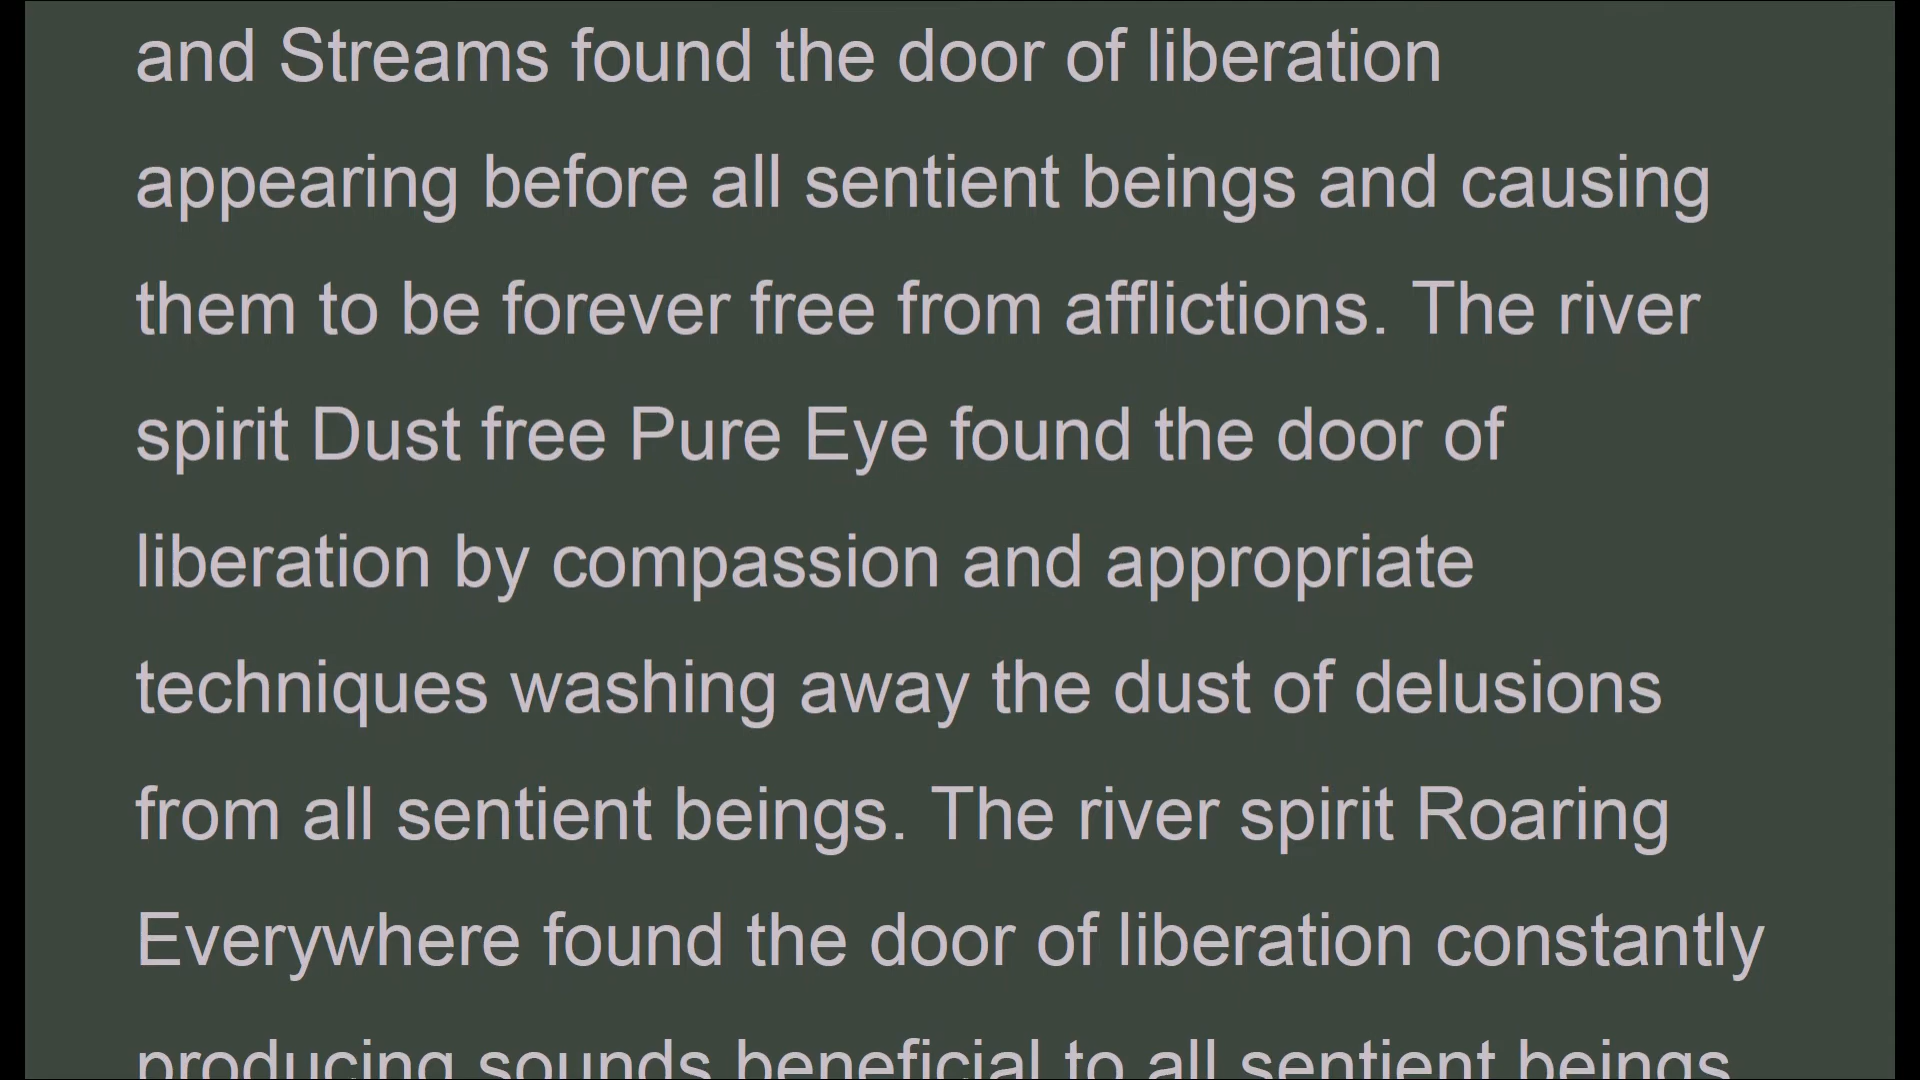 and Streams found the door of liberation
appearing before all sentient beings and causing
them to be forever free from afflictions. The river
spirit Dust free Pure Eye found the door of
liberation by compassion and appropriate
techniques washing away the dust of delusions
from all sentient beings. The river spirit Roaring
Everywhere found the door of liberation constantly
producing sounds beneficial to all sentient beings